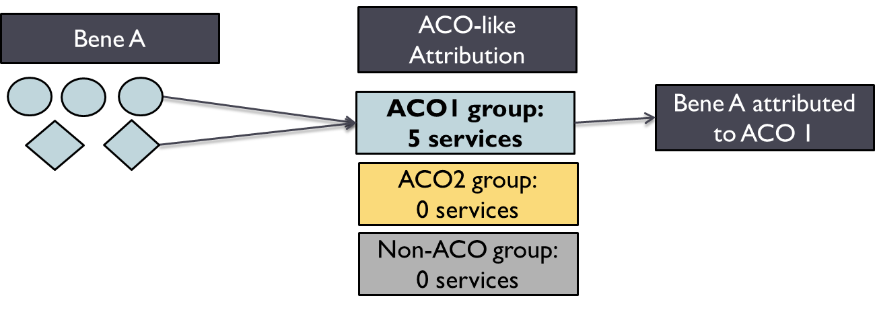 Bene A
ACO-like
Attribution
ACO1 group:
5 services
Bene A attributed
to ACO 1
ACO2 group:
0 services
Non-ACO group:
0 services